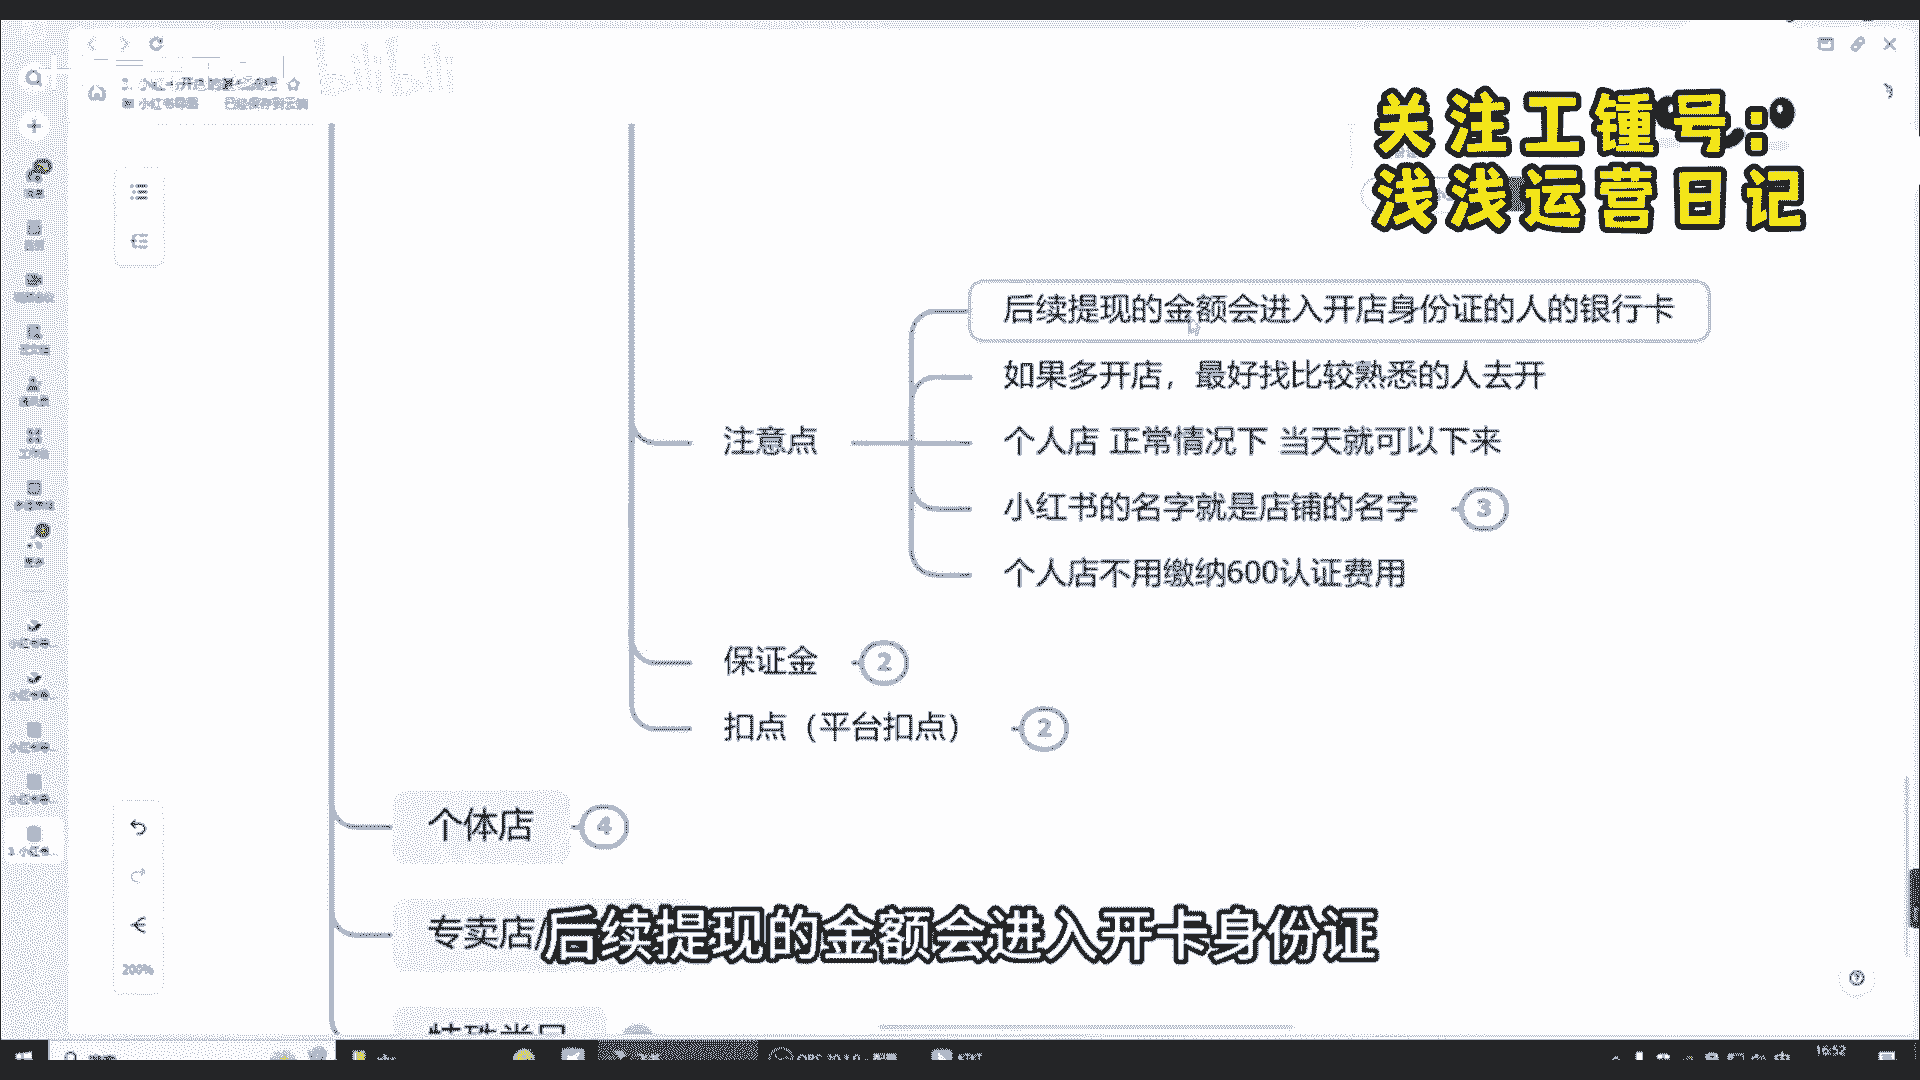 关注工锺号：
浅浅运营日记
后续提现的金额会进入开店身份证的人的银行卡
如果多开店，最好找比较熟悉的人去开
注意点
个人店 正常情况下 当天就可以下来
小红书的名字就是店铺的名字
3
个人店不用缴纳600认证费用
保证金
2
扣点（平台扣点）
2
个体店
4
专卖店/
后续提现的金额会进入开卡身份证
200%
16:52